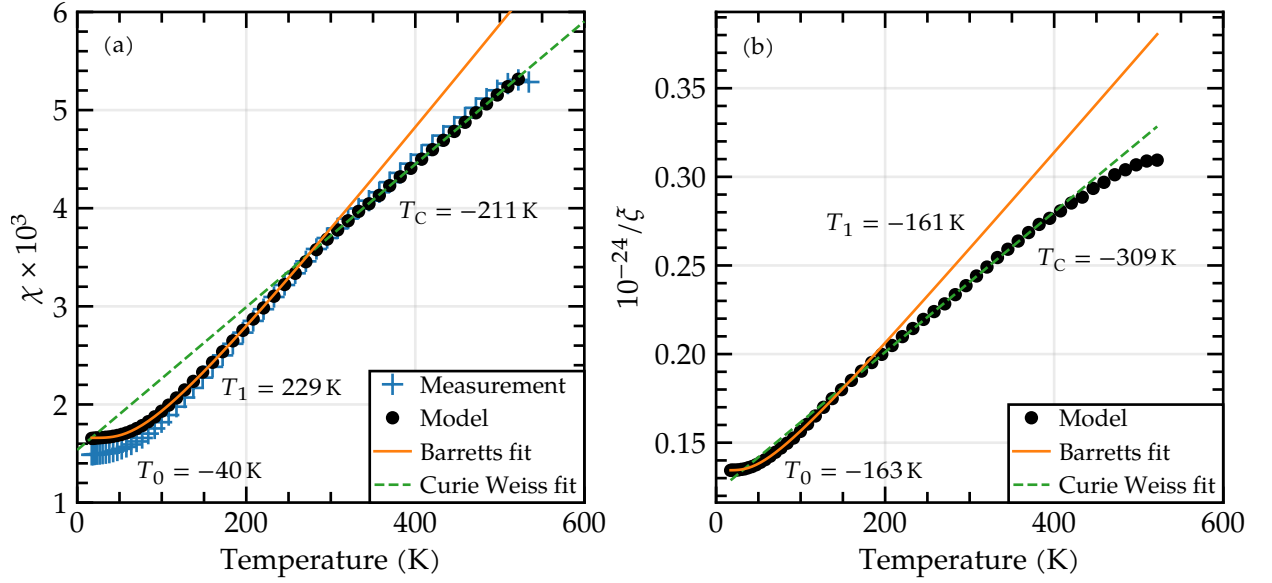 (a)
6
5
4
3
2
1
χ × 10³
T_C = −211 K
T_1 = 229 K
T_0 = −40 K
Measurement
Model
Barretts fit
Curie Weiss fit
0 200 400 600
Temperature (K)
(b)
0.35
0.30
0.25
0.20
0.15
10⁻²⁴/ξ
T_1 = −161 K
T_C = −309 K
T_0 = −163 K
Model
Barretts fit
Curie Weiss fit
0 200 400 600
Temperature (K)